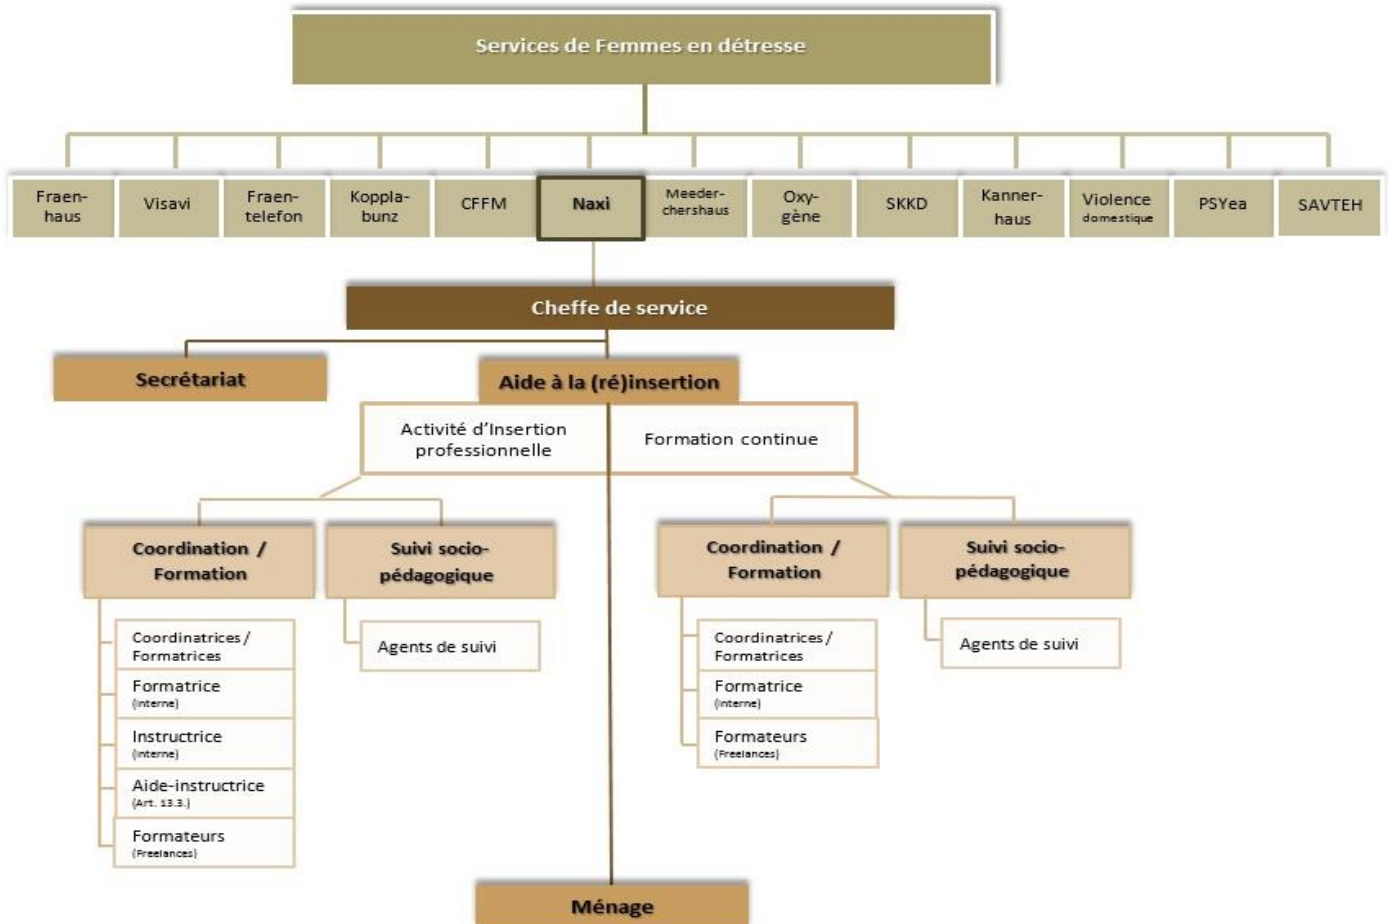 Services de Femmes en détresse
Fraen-
haus
Visavi
Fraen-
telefon
Koppla-
bunz
CFFM
Naxi
Meeder-
chershaus
Oxy-
gène
SKKD
Kanner-
haus
Violence
domestique
PSYea
SAVTEH
Cheffe de service
Secrétariat
Aide à la (ré)insertion
Activité d'Insertion
professionnelle
Formation continue
Coordination /
Formation
Suivi socio-
pédagogique
Coordination /
Formation
Suivi socio-
pédagogique
Coordinatrices /
Formatrices
Formatrice
(Interne)
Instructrice
(Interne)
Aide-instructrice
(Art. 13.3.)
Formateurs
(Freelances)
Agents de suivi
Coordinatrices /
Formatrices
Formatrice
(Interne)
Formateurs
(Freelances)
Agents de suivi
Ménage